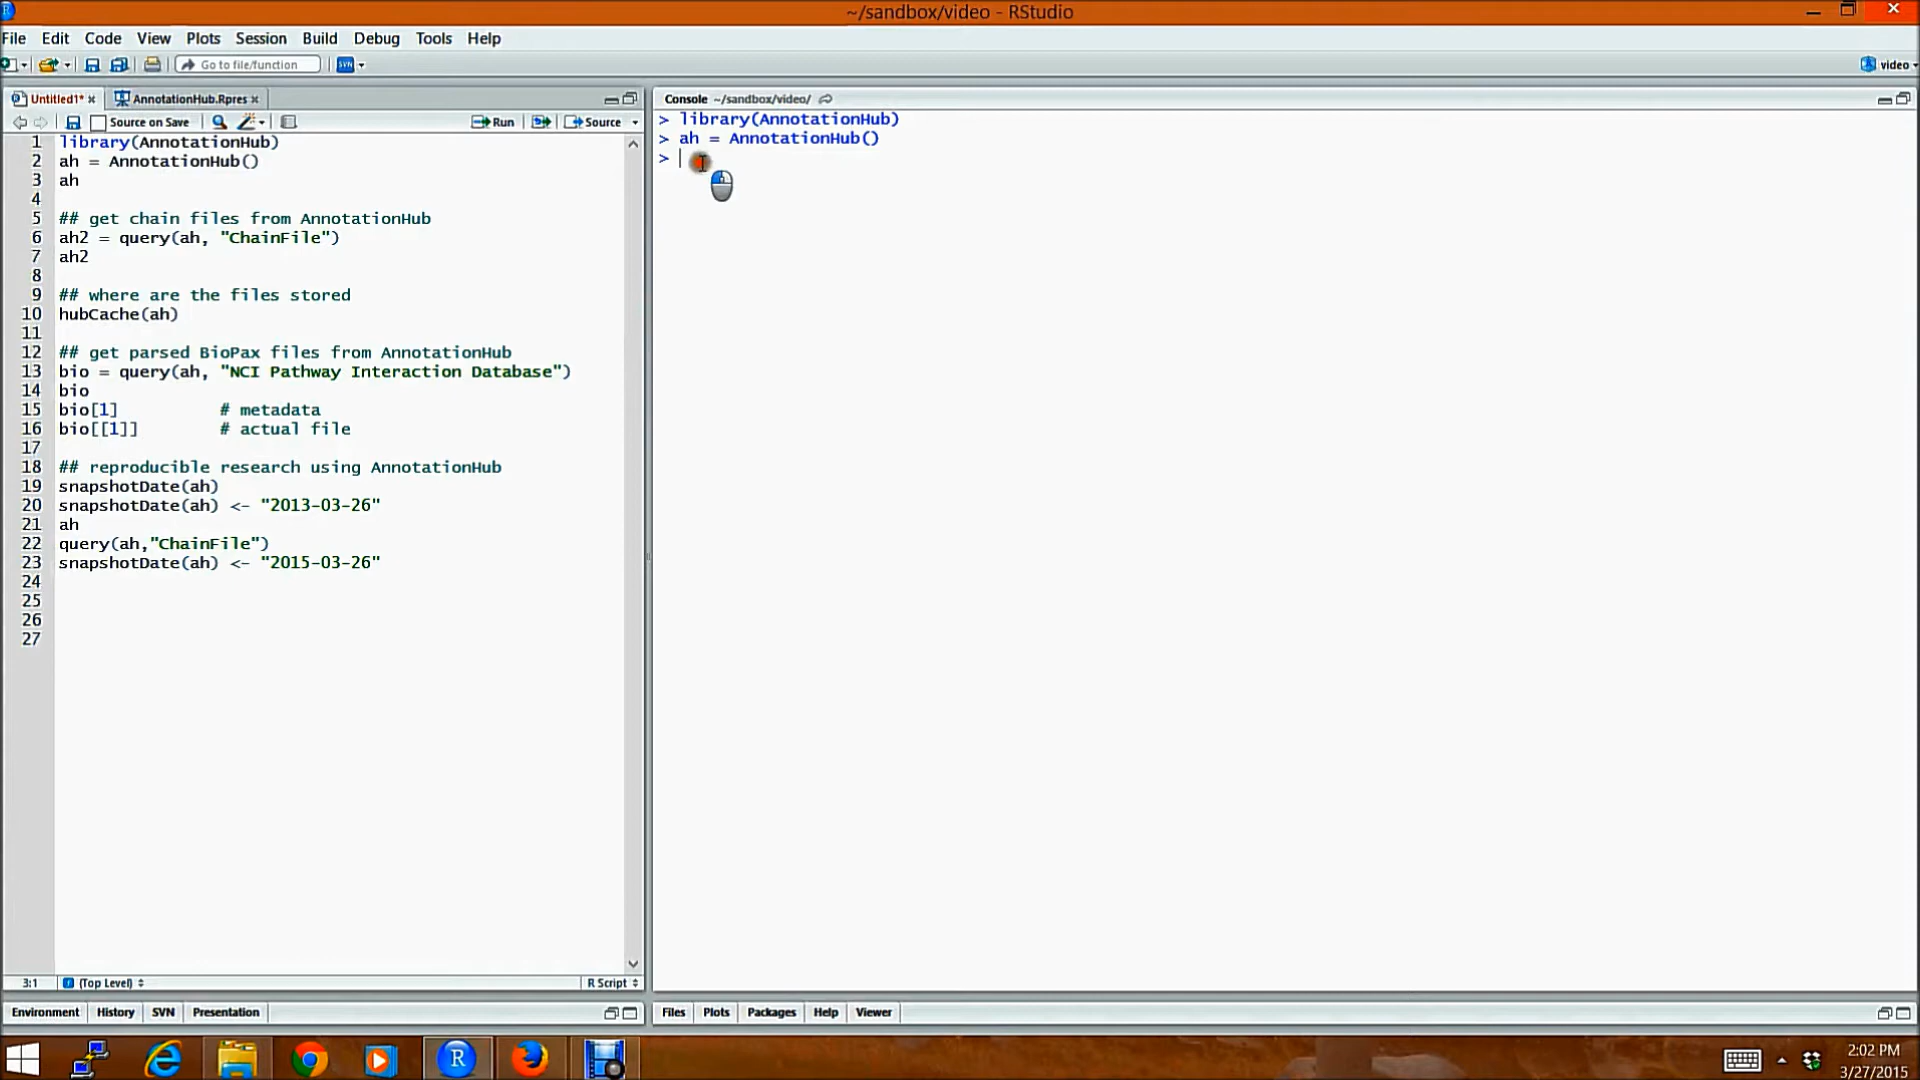 ~/sandbox/video - RStudio
File Edit Code View Plots Session Build Debug Tools Help
Go to file/function SVN video
Untitled1* AnnotationHub.Rpres
Source on Save Run Source
1 library(AnnotationHub)
2 ah = AnnotationHub()
3 ah
4
5 ## get chain files from AnnotationHub
6 ah2 = query(ah, "ChainFile")
7 ah2
8
9 ## where are the files stored
10 hubCache(ah)
11
12 ## get parsed BioPax files from AnnotationHub
13 bio = query(ah, "NCI Pathway Interaction Database")
14 bio
15 bio[1] # metadata
16 bio[[1]] # actual file
17
18 ## reproducible research using AnnotationHub
19 snapshotDate(ah)
20 snapshotDate(ah) <- "2013-03-26"
21 ah
22 query(ah,"ChainFile")
23 snapshotDate(ah) <- "2015-03-26"
24
25
26
27
3:1 (Top Level) R Script
Environment History SVN Presentation
Console ~/sandbox/video/
> library(AnnotationHub)
> ah = AnnotationHub()
>
Files Plots Packages Help Viewer
2:02 PM
3/27/2015